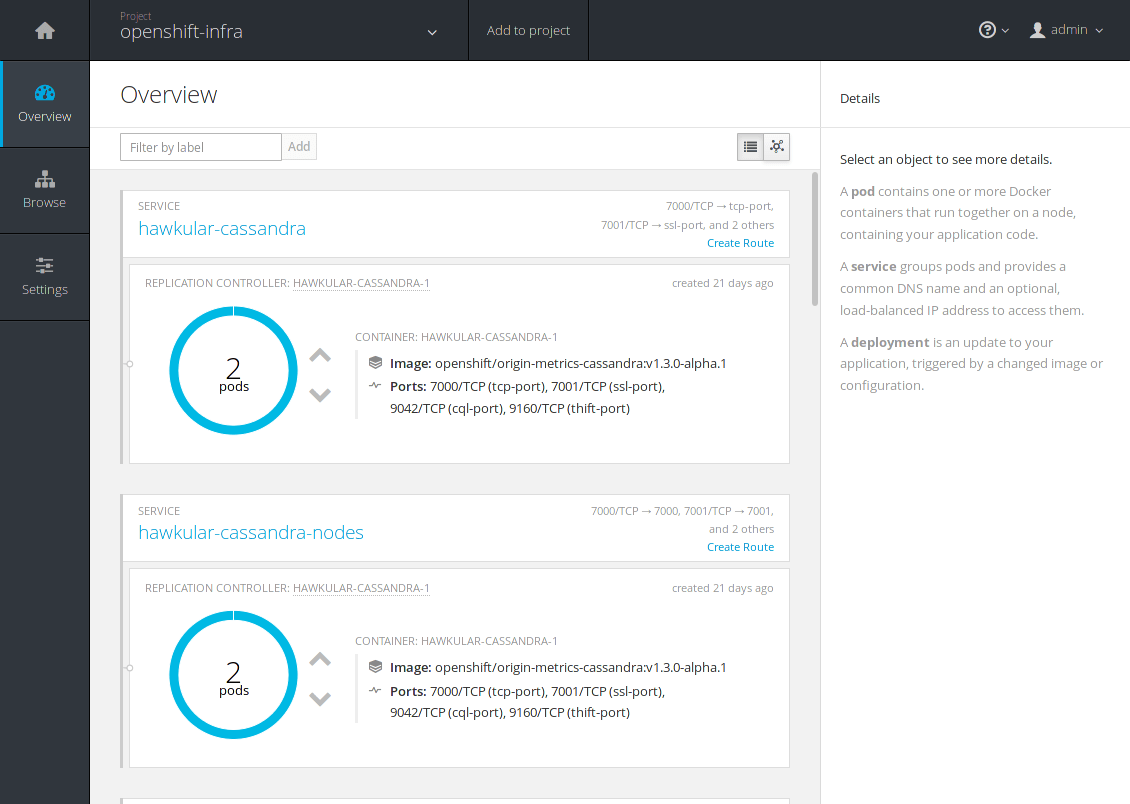 Project
openshift-infra
Add to project
admin
Overview
Browse
Settings
Overview
Filter by label
Add
SERVICE
hawkular-cassandra
7000/TCP → tcp-port,
7001/TCP → ssl-port, and 2 others
Create Route
REPLICATION CONTROLLER: HAWKULAR-CASSANDRA-1
created 21 days ago
2
pods
CONTAINER: HAWKULAR-CASSANDRA-1
Image: openshift/origin-metrics-cassandra:v1.3.0-alpha.1
Ports: 7000/TCP (tcp-port), 7001/TCP (ssl-port),
9042/TCP (cql-port), 9160/TCP (thift-port)
SERVICE
hawkular-cassandra-nodes
7000/TCP → 7000, 7001/TCP → 7001,
and 2 others
Create Route
REPLICATION CONTROLLER: HAWKULAR-CASSANDRA-1
created 21 days ago
2
pods
CONTAINER: HAWKULAR-CASSANDRA-1
Image: openshift/origin-metrics-cassandra:v1.3.0-alpha.1
Ports: 7000/TCP (tcp-port), 7001/TCP (ssl-port),
9042/TCP (cql-port), 9160/TCP (thift-port)
Details
Select an object to see more details.
A pod contains one or more Docker
containers that run together on a node,
containing your application code.
A service groups pods and provides a
common DNS name and an optional,
load-balanced IP address to access them.
A deployment is an update to your
application, triggered by a changed image or
configuration.